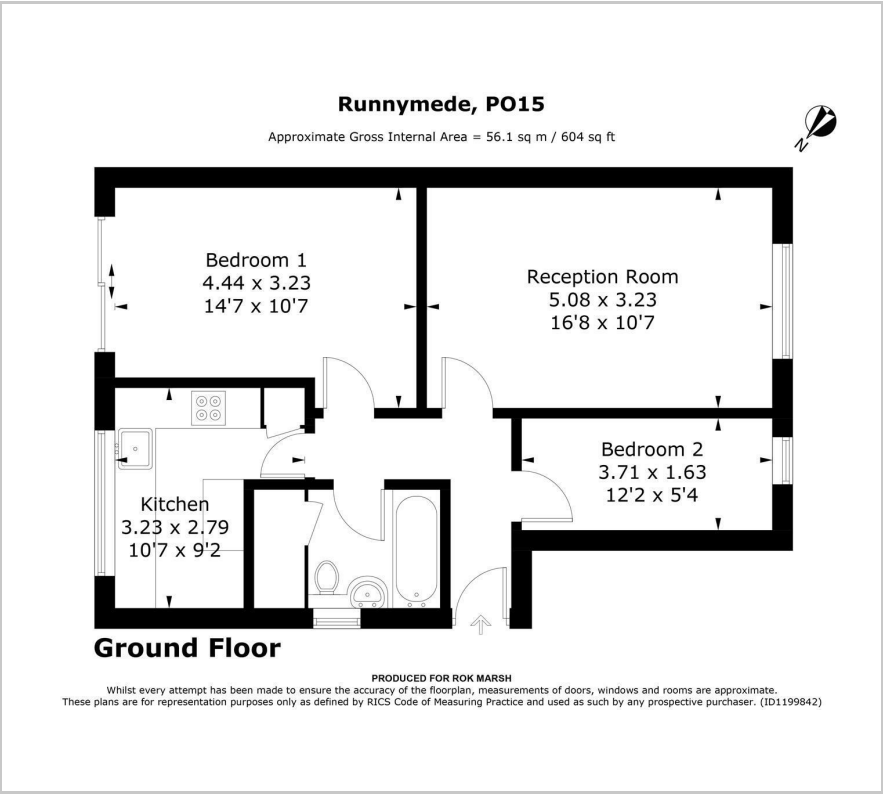 Runnymede, PO15
Approximate Gross Internal Area = 56.1 sq m / 604 sq ft
N
Bedroom 1
4.44 x 3.23
14'7 x 10'7
Reception Room
5.08 x 3.23
16'8 x 10'7
Bedroom 2
3.71 x 1.63
12'2 x 5'4
Kitchen
3.23 x 2.79
10'7 x 9'2
Ground Floor
PRODUCED FOR ROK MARSH
Whilst every attempt has been made to ensure the accuracy of the floorplan, measurements of doors, windows and rooms are approximate.
These plans are for representation purposes only as defined by RICS Code of Measuring Practice and used as such by any prospective purchaser. (ID1199842)